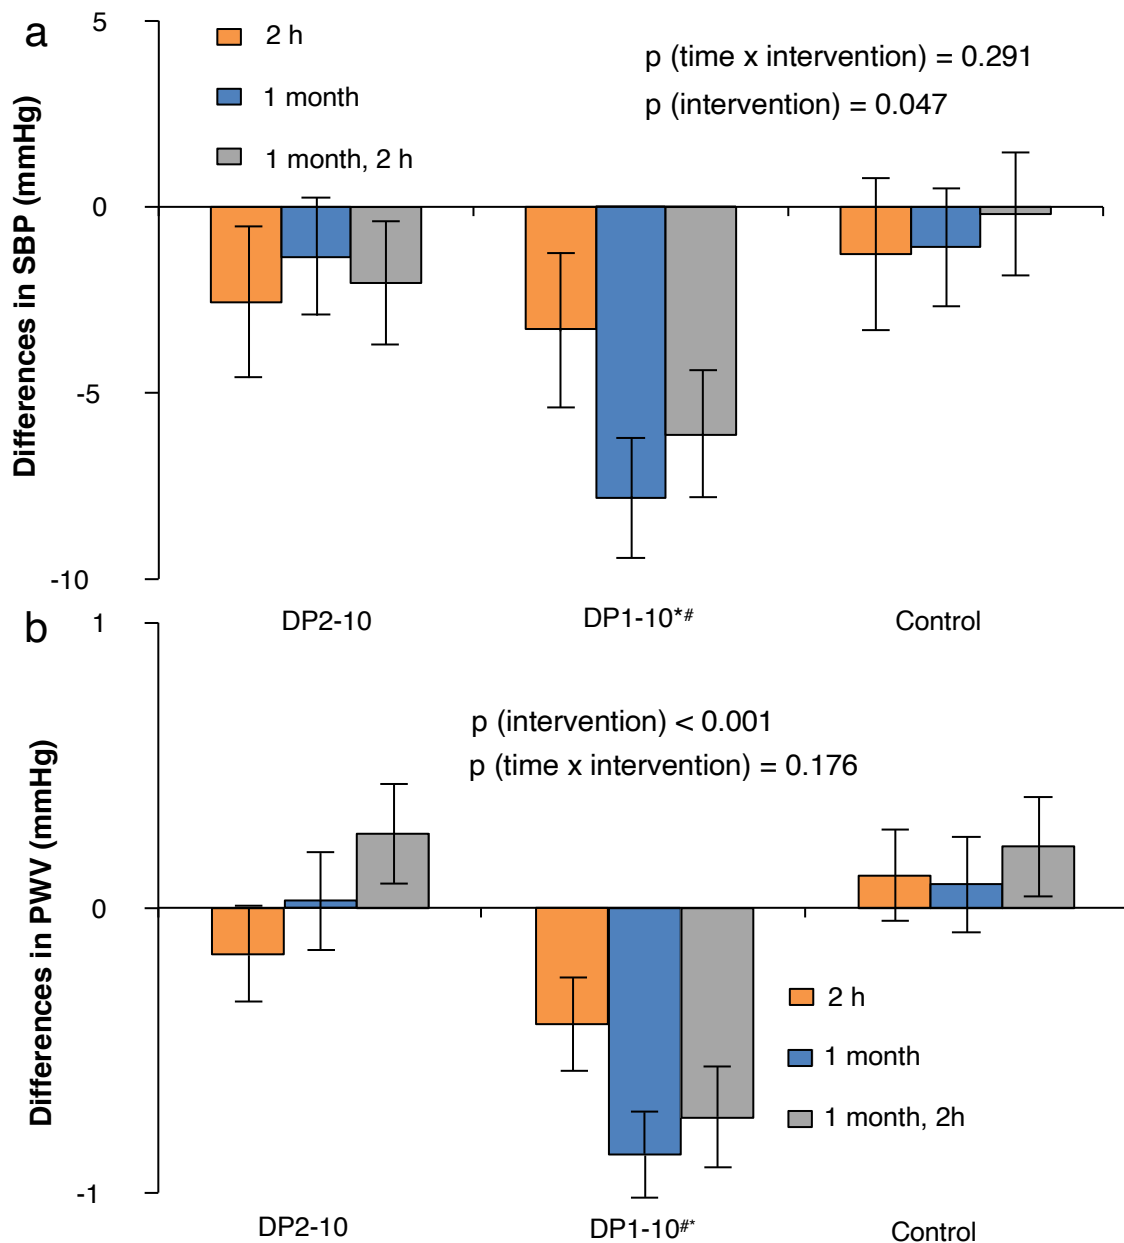 a
5
2 h
p (time x intervention) = 0.291
1 month
p (intervention) = 0.047
1 month, 2 h
Differences in SBP (mmHg)
0
-5
-10
DP2-10
DP1-10*#
Control
b
1
p (intervention) < 0.001
p (time x intervention) = 0.176
Differences in PWV (mmHg)
0
2 h
1 month
1 month, 2h
-1
DP2-10
DP1-10#*
Control